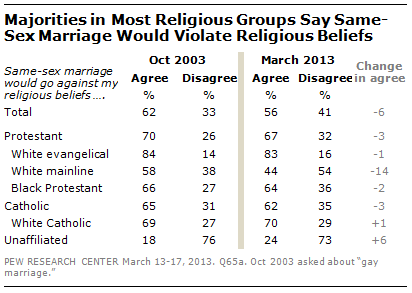 Majorities in Most Religious Groups Say Same-
Sex Marriage Would Violate Religious Beliefs
Oct 2003 March 2013
Same-sex marriage would go against my religious beliefs .... Agree Disagree Agree Disagree Change in agree
% % % %
Total 62 33 56 41 -6
Protestant 70 26 67 32 -3
White evangelical 84 14 83 16 -1
White mainline 58 38 44 54 -14
Black Protestant 66 27 64 36 -2
Catholic 65 31 62 35 -3
White Catholic 69 27 70 29 +1
Unaffiliated 18 76 24 73 +6
PEW RESEARCH CENTER March 13-17, 2013. Q65a. Oct 2003 asked about "gay
marriage."